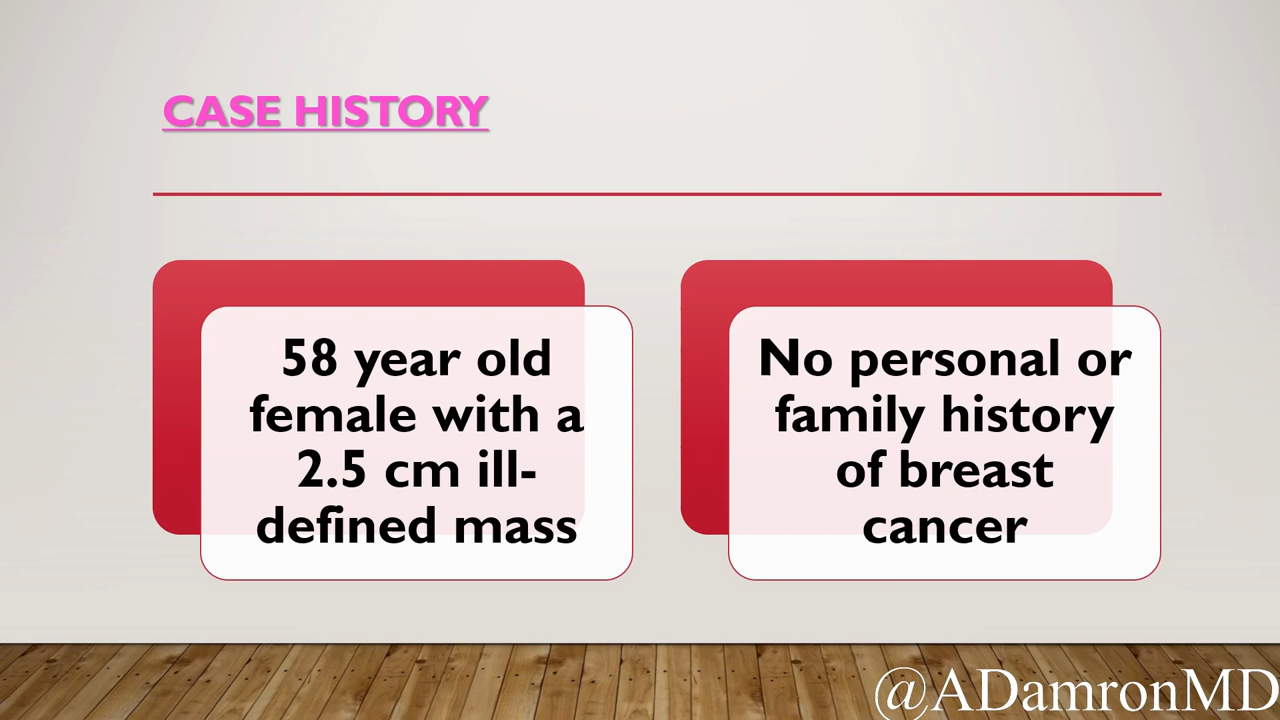 CASE HISTORY
58 year old
female with a
2.5 cm ill-
defined mass
No personal or
family history
of breast
cancer
@ADamronMD